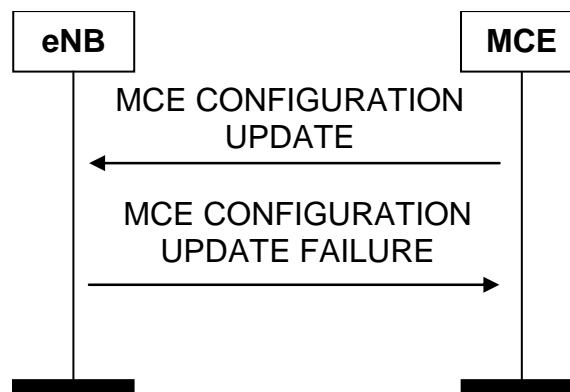 eNB
MCE
MCE CONFIGURATION
UPDATE
MCE CONFIGURATION
UPDATE FAILURE